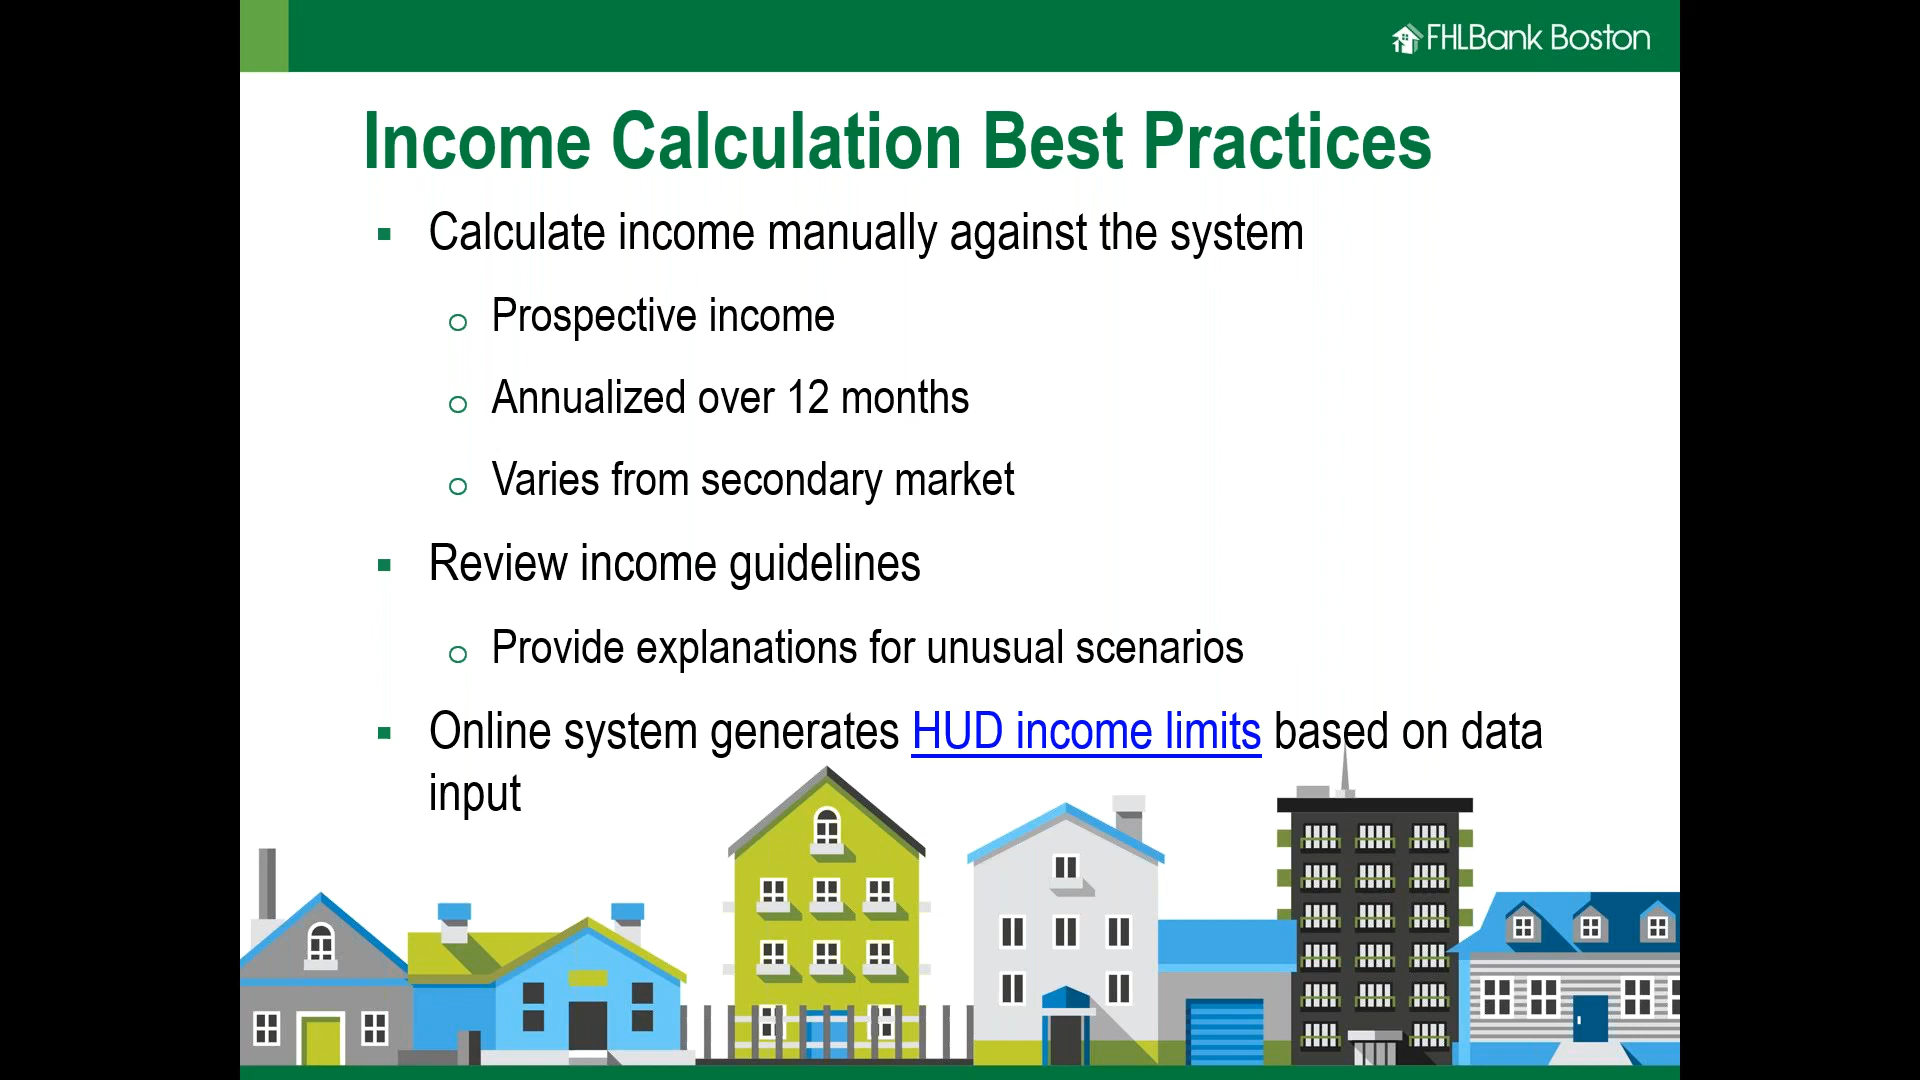 FHLBank Boston
Income Calculation Best Practices
▪ Calculate income manually against the system
o Prospective income
o Annualized over 12 months
o Varies from secondary market
▪ Review income guidelines
o Provide explanations for unusual scenarios
▪ Online system generates HUD income limits based on data
input